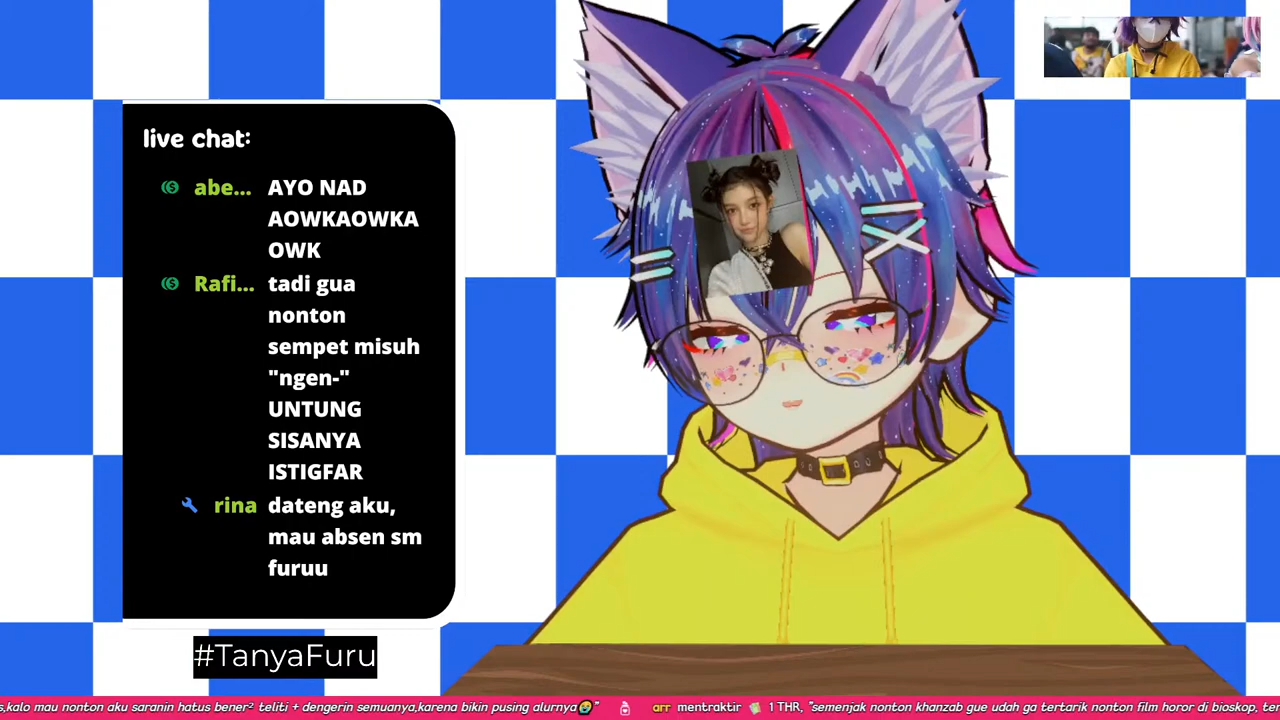 live chat:
abe... AYO NAD
AOWKAOWKA
OWK
Rafi... tadi gua
nonton
sempet misuh
"ngen-"
UNTUNG
SISANYA
ISTIGFAR
rina dateng aku,
mau absen sm
furuu
#TanyaFuru
s,kalo mau nonton aku saranin hatus bener² teliti + dengerin semuanya,karena bikin pusing alurnya😭" arr mentraktir 1 THR, "semenjak nonton khanzab gue udah ga tertarik nonton film horor di bioskop, ter